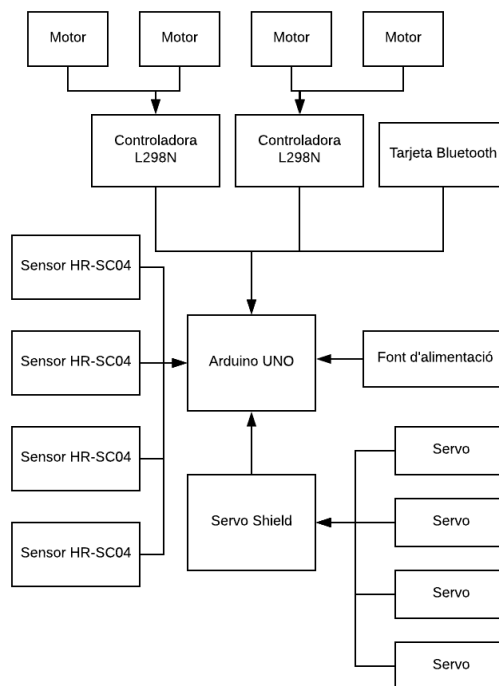 Motor
Motor
Motor
Motor
Controladora
L298N
Controladora
L298N
Tarjeta Bluetooth
Sensor HR-SC04
Sensor HR-SC04
Arduino UNO
Font d'alimentació
Sensor HR-SC04
Servo
Sensor HR-SC04
Servo Shield
Servo
Servo
Servo